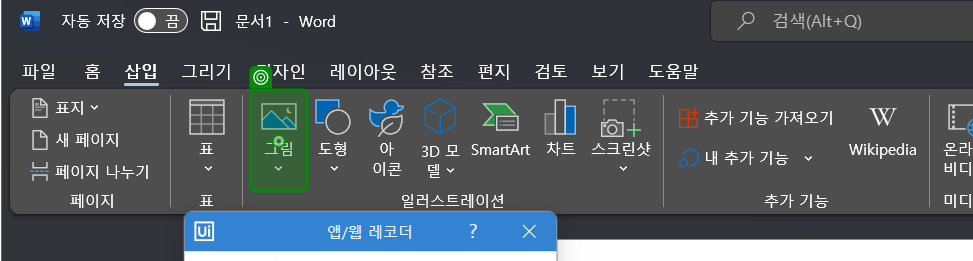 자동 저장 끔 문서1 - Word 검색(Alt+Q)
파일 홈 삽입 그리기 디자인 레이아웃 참조 편지 검토 보기 도움말
표지
새 페이지
페이지 나누기
페이지
표
표
그림
도형
아
이콘
3D 모
델
SmartArt
차트
스크린샷
일러스트레이션
추가 기능 가져오기
내 추가 기능
W
Wikipedia
추가 기능
온라
비디
미디
Ui 앱/웹 레코더 ?